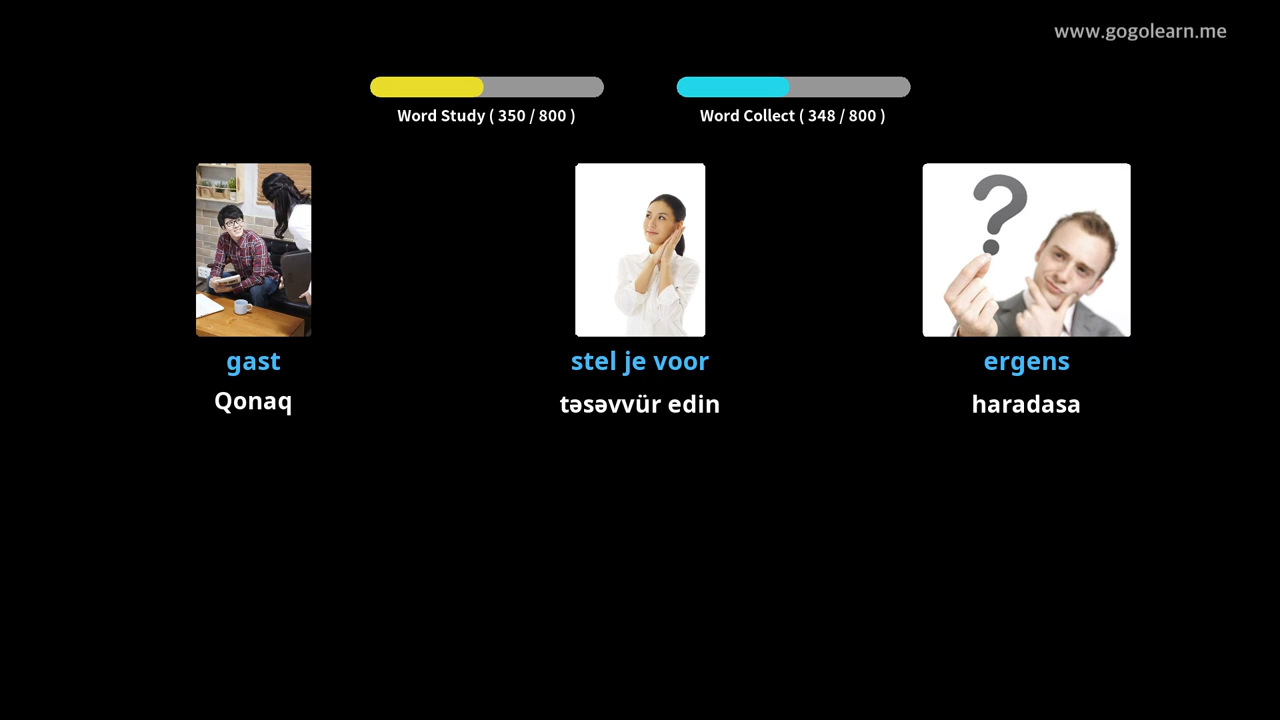 www.gogolearn.me
Word Study ( 350 / 800 )
Word Collect ( 348 / 800 )
gast
stel je voor
ergens
Qonaq
təsəvvür edin
haradasa